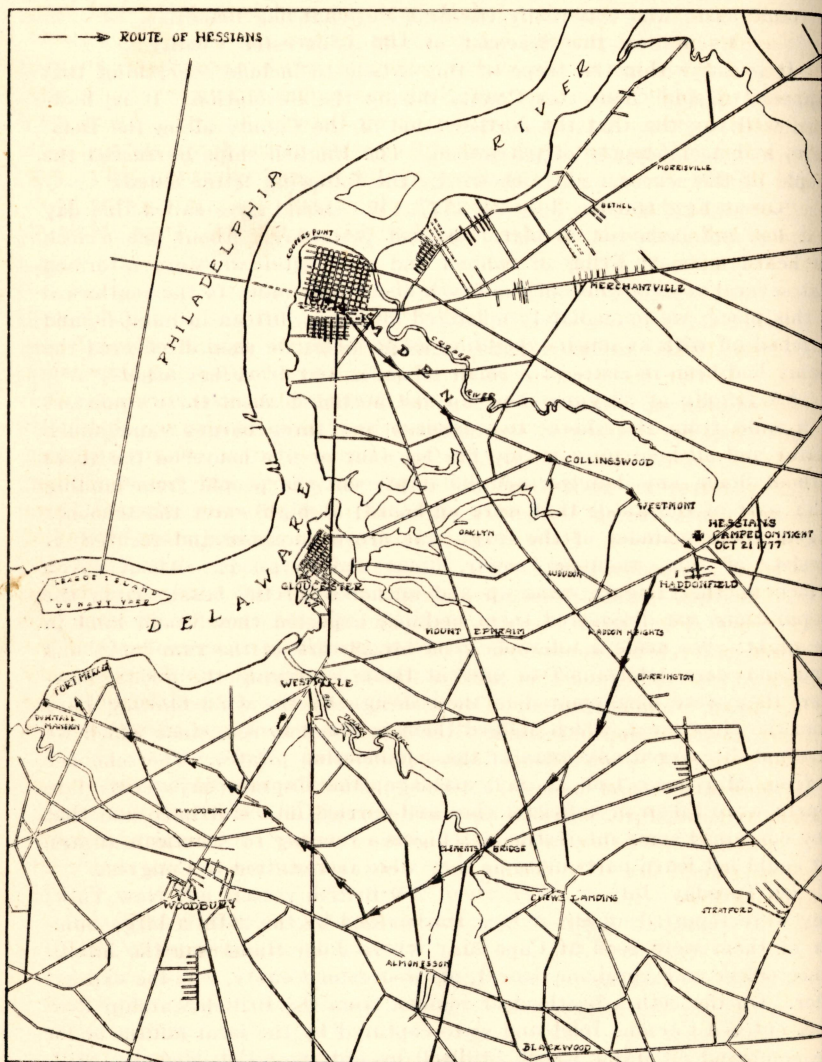 ROUTE OF HESSIANS
RIVER
PHILADELPHIA
MORRISVILLE
BETHEL
COOPERS POINT
MERCHANTVILLE
CAMDEN
COOPER
RIVER
COLLINGSWOOD
WESTMONT
HESSIANS
CAMPED ON NIGHT
OCT 21 1777
OAKLYN
AUDUBON
HADDONFIELD
GLOUCESTER
LEAGUE ISLAND
U S NAVY YARD
DELAWARE
MOUNT EPHRAIM
HADDON HEIGHTS
BARRINGTON
FORT MERCER
WHITALL
MANSION
WESTVILLE
N. WOODBURY
CLEMENTS BRIDGE
WOODBURY
CHEWS LANDING
STRATFORD
ALMONESSON
BLACKWOOD